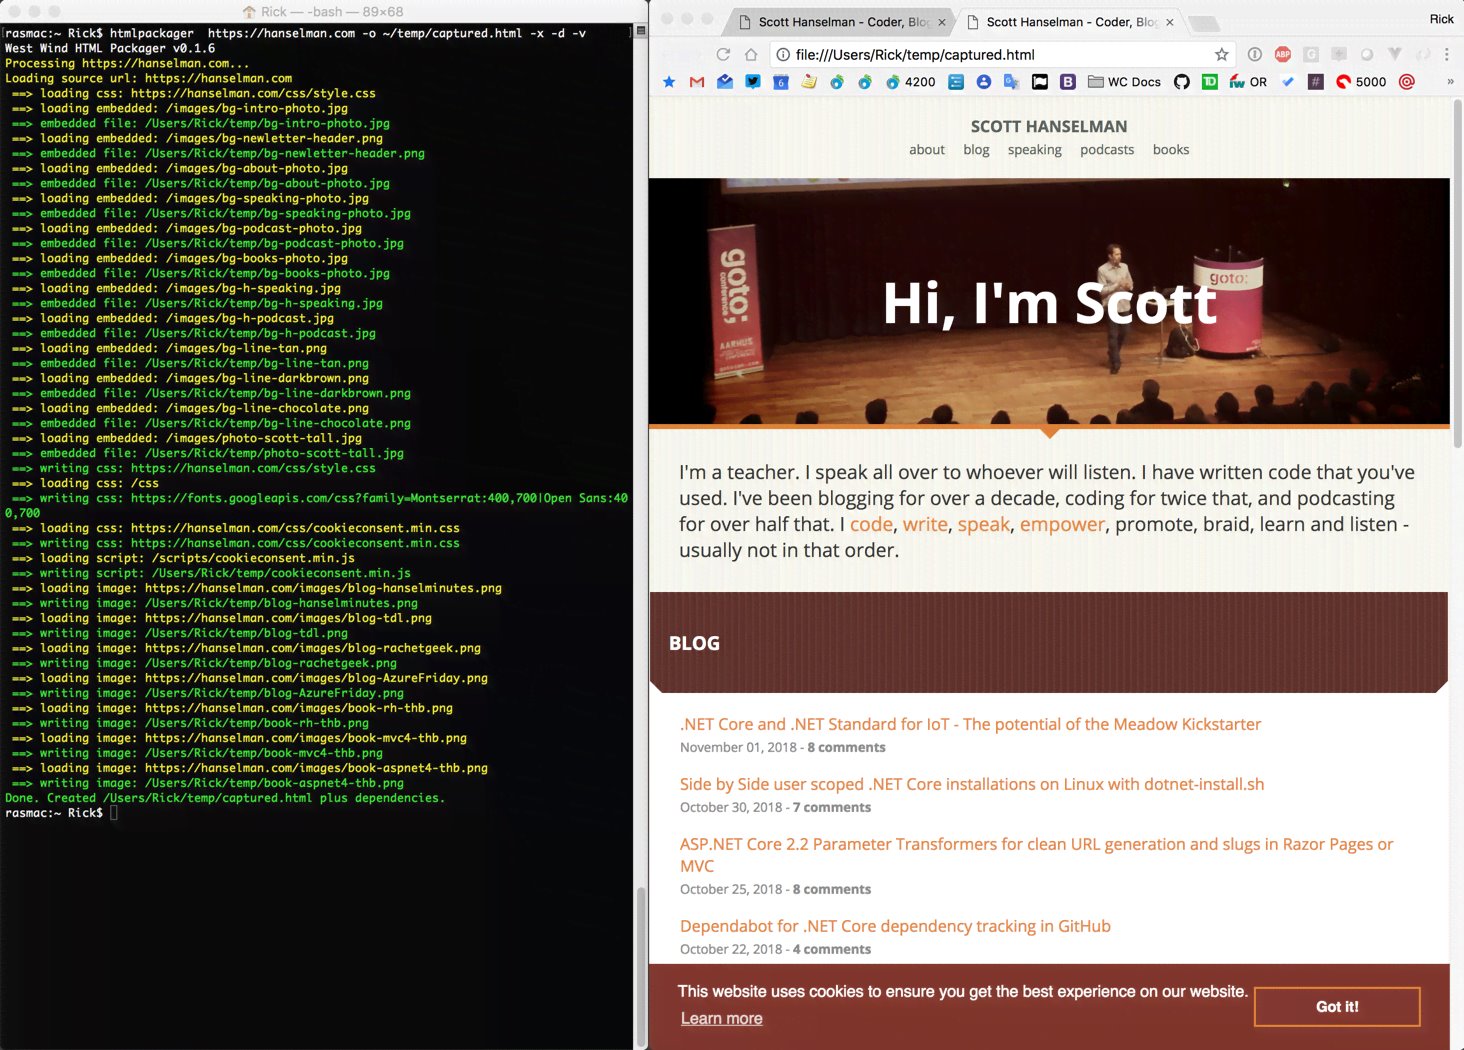 Rick — -bash — 89×68
rasmac:~ Rick$ htmlpackager  https://hanselman.com -o ~/temp/captured.html -x -d -v
West Wind HTML Packager v0.1.6
Processing https://hanselman.com...
Loading source url: https://hanselman.com
==> loading css: https://hanselman.com/css/style.css
==> loading embedded: /images/bg-intro-photo.jpg
==> embedded file: /Users/Rick/temp/bg-intro-photo.jpg
==> loading embedded: /images/bg-newletter-header.png
==> embedded file: /Users/Rick/temp/bg-newletter-header.png
==> loading embedded: /images/bg-about-photo.jpg
==> embedded file: /Users/Rick/temp/bg-about-photo.jpg
==> loading embedded: /images/bg-speaking-photo.jpg
==> embedded file: /Users/Rick/temp/bg-speaking-photo.jpg
==> loading embedded: /images/bg-podcast-photo.jpg
==> embedded file: /Users/Rick/temp/bg-podcast-photo.jpg
==> loading embedded: /images/bg-books-photo.jpg
==> embedded file: /Users/Rick/temp/bg-books-photo.jpg
==> loading embedded: /images/bg-h-speaking.jpg
==> embedded file: /Users/Rick/temp/bg-h-speaking.jpg
==> loading embedded: /images/bg-h-podcast.jpg
==> embedded file: /Users/Rick/temp/bg-h-podcast.jpg
==> loading embedded: /images/bg-line-tan.png
==> embedded file: /Users/Rick/temp/bg-line-tan.png
==> loading embedded: /images/bg-line-darkbrown.png
==> embedded file: /Users/Rick/temp/bg-line-darkbrown.png
==> loading embedded: /images/bg-line-chocolate.png
==> embedded file: /Users/Rick/temp/bg-line-chocolate.png
==> loading embedded: /images/photo-scott-tall.jpg
==> embedded file: /Users/Rick/temp/photo-scott-tall.jpg
==> writing css: https://hanselman.com/css/style.css
==> loading css: /css
==> writing css: https://fonts.googleapis.com/css?family=Montserrat:400,700|Open Sans:40
0,700
==> loading css: https://hanselman.com/css/cookieconsent.min.css
==> writing css: https://hanselman.com/css/cookieconsent.min.css
==> loading script: /scripts/cookieconsent.min.js
==> writing script: /Users/Rick/temp/cookieconsent.min.js
==> loading image: https://hanselman.com/images/blog-hanselminutes.png
==> writing image: /Users/Rick/temp/blog-hanselminutes.png
==> loading image: https://hanselman.com/images/blog-tdl.png
==> writing image: /Users/Rick/temp/blog-tdl.png
==> loading image: https://hanselman.com/images/blog-rachetgeek.png
==> writing image: /Users/Rick/temp/blog-rachetgeek.png
==> loading image: https://hanselman.com/images/blog-AzureFriday.png
==> writing image: /Users/Rick/temp/blog-AzureFriday.png
==> loading image: https://hanselman.com/images/book-rh-thb.png
==> writing image: /Users/Rick/temp/book-rh-thb.png
==> loading image: https://hanselman.com/images/book-mvc4-thb.png
==> writing image: /Users/Rick/temp/book-mvc4-thb.png
==> loading image: https://hanselman.com/images/book-aspnet4-thb.png
==> writing image: /Users/Rick/temp/book-aspnet4-thb.png
Done. Created /Users/Rick/temp/captured.html plus dependencies.
rasmac:~ Rick$
Scott Hanselman - Coder, Blo
Scott Hanselman - Coder, Blo
Rick
file:///Users/Rick/temp/captured.html
ABP
4200 B WC Docs TD rw OR # 5000 »
SCOTT HANSELMAN
about blog speaking podcasts books
goto;
conference
AARHUS
goto;
Hi, I'm Scott
I'm a teacher. I speak all over to whoever will listen. I have written code that you've
used. I've been blogging for over a decade, coding for twice that, and podcasting
for over half that. I code, write, speak, empower, promote, braid, learn and listen -
usually not in that order.
BLOG
.NET Core and .NET Standard for IoT - The potential of the Meadow Kickstarter
November 01, 2018 - 8 comments
Side by Side user scoped .NET Core installations on Linux with dotnet-install.sh
October 30, 2018 - 7 comments
ASP.NET Core 2.2 Parameter Transformers for clean URL generation and slugs in Razor Pages or
MVC
October 25, 2018 - 8 comments
Dependabot for .NET Core dependency tracking in GitHub
October 22, 2018 - 4 comments
This website uses cookies to ensure you get the best experience on our website.
Learn more
Got it!